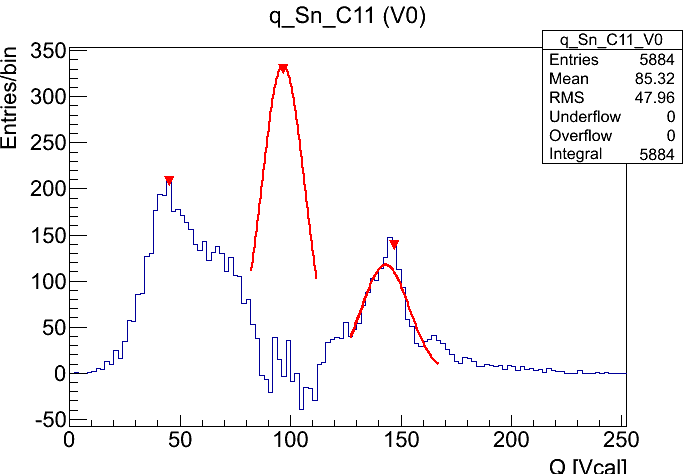 q_Sn_C11 (V0)
q_Sn_C11_V0
Entries 5884
Mean 85.32
RMS 47.96
Underflow 0
Overflow 0
Integral 5884
Entries/bin
350
300
250
200
150
100
50
0
-50
0 50 100 150 200 250
Q [Vcal]